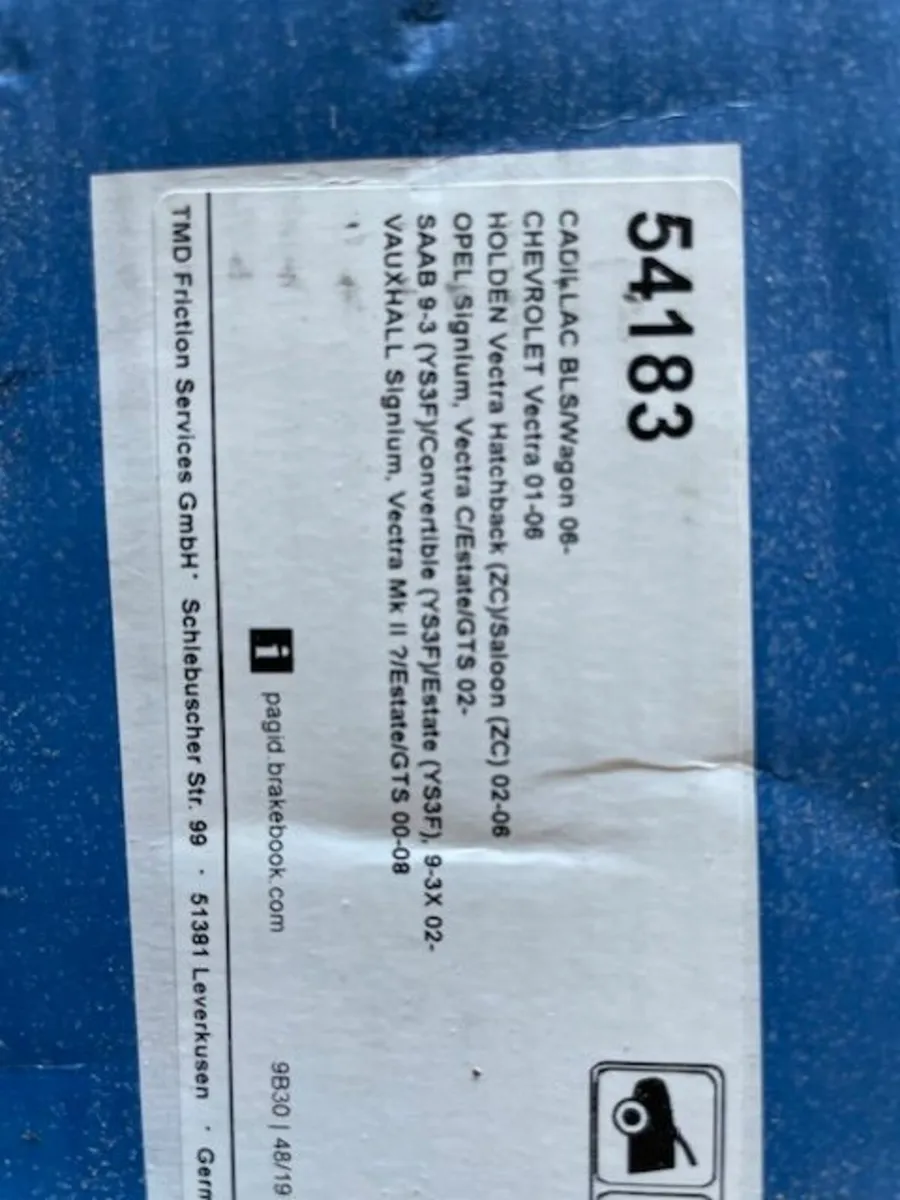 54183
CADILLAC BLS/Wagon 06-
CHEVROLET Vectra 01-06
HOLDEN Vectra Hatchback (ZC)/Saloon (ZC) 02-06
OPEL Signium, Vectra C/Estate/GTS 02-
SAAB 9-3 (YS3F)/Convertible (YS3F)/Estate (YS3F), 9-3X 02-
VAUXHALL Signium, Vectra Mk II ?/Estate/GTS 00-08
i pagid.brakebook.com 9B30 | 48/19
TMD Friction Services GmbH · Schlebuscher Str. 99 · 51381 Leverkusen · Germ